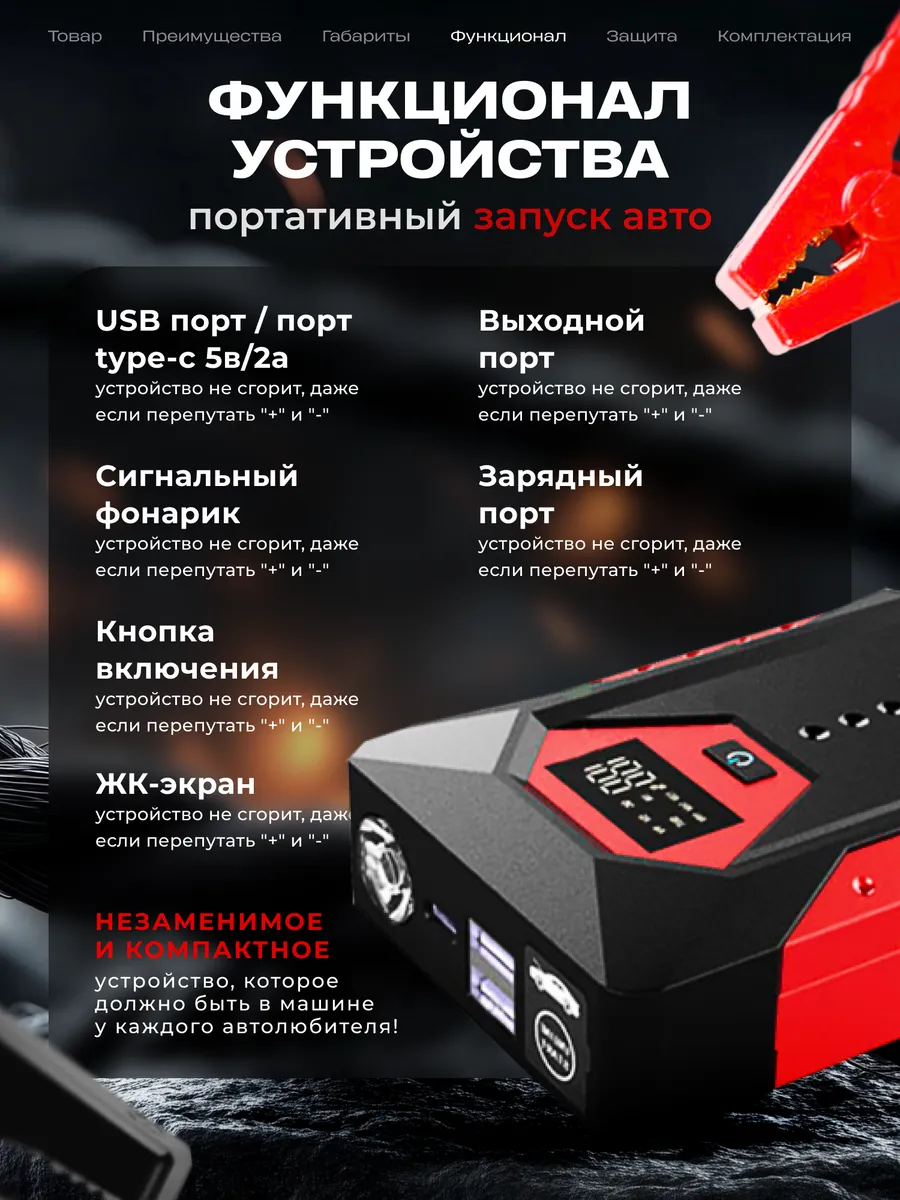 Товар Преимущества Габариты Функционал Защита Комплектация
ФУНКЦИОНАЛ
УСТРОЙСТВА
портативный запуск авто
USB порт / порт
type-c 5в/2а
устройство не сгорит, даже
если перепутать "+" и "-"
Выходной
порт
устройство не сгорит, даже
если перепутать "+" и "-"
Сигнальный
фонарик
устройство не сгорит, даже
если перепутать "+" и "-"
Зарядный
порт
устройство не сгорит, даже
если перепутать "+" и "-"
Кнопка
включения
устройство не сгорит, даже
если перепутать "+" и "-"
ЖК-экран
устройство не сгорит, даже
если перепутать "+" и "-"
НЕЗАМЕНИМОЕ
И КОМПАКТНОЕ
устройство, которое
должно быть в машине
у каждого автолюбителя!